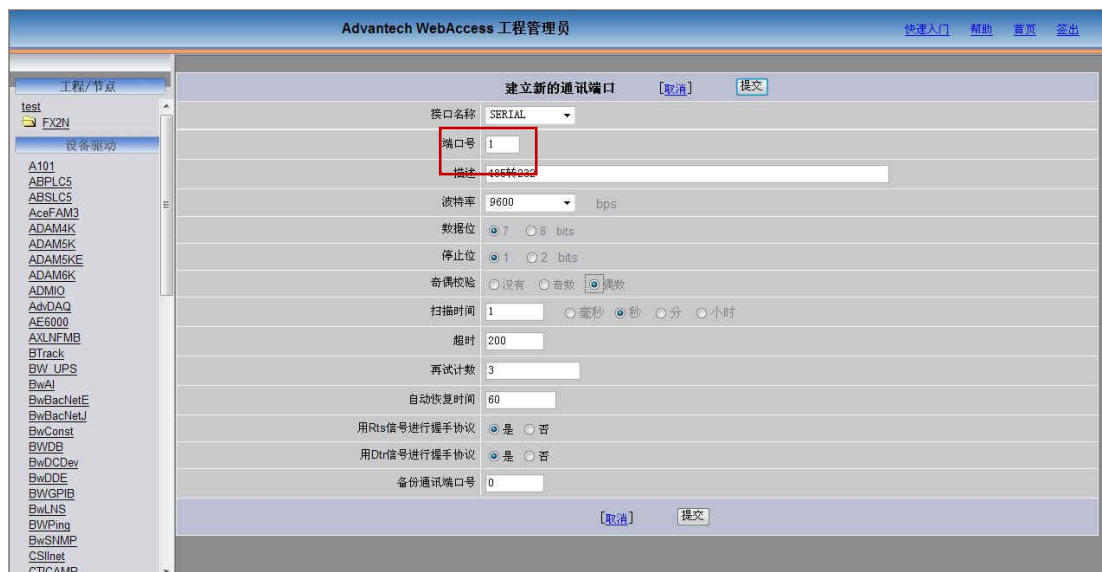 Advantech WebAccess 工程管理员
快速入门 帮助 首页 签出
工程/节点
test
FX2N
设备驱动
A101
ABPLC5
ABSLC5
AceFAM3
ADAM4K
ADAM5K
ADAM5KE
ADAM6K
ADMIO
AdvDAQ
AE6000
AXLNFMB
BTrack
BW_UPS
BwAI
BwBacNetE
BwBacNetJ
BwConst
BWDB
BwDCDev
BwDDE
BWGPIB
BwLNS
BWPing
BwSNMP
CSIInet
CTICAMP
建立新的通讯端口 [取消] 提交
接口名称 SERIAL
端口号 1
描述 485转232
波特率 9600 bps
数据位 7 8 bits
停止位 1 2 bits
奇偶校验 没有 奇数 偶数
扫描时间 1 毫秒 秒 分 小时
超时 200
再试计数 3
自动恢复时间 60
用Rts信号进行握手协议 是 否
用Dtr信号进行握手协议 是 否
备份通讯端口号 0
[取消] 提交